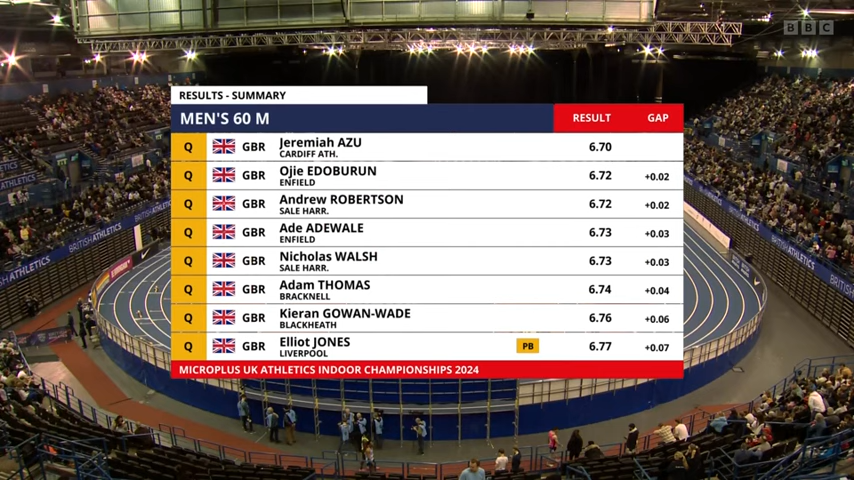 BBC
RESULTS - SUMMARY
MEN'S 60 M RESULT GAP
Q GBR Jeremiah AZU 6.70
CARDIFF ATH.
Q GBR Ojie EDOBURUN 6.72 +0.02
ENFIELD
Q GBR Andrew ROBERTSON 6.72 +0.02
SALE HARR.
Q GBR Ade ADEWALE 6.73 +0.03
ENFIELD
Q GBR Nicholas WALSH 6.73 +0.03
SALE HARR.
Q GBR Adam THOMAS 6.74 +0.04
BRACKNELL
Q GBR Kieran GOWAN-WADE 6.76 +0.06
BLACKHEATH
Q GBR Elliot JONES PB 6.77 +0.07
LIVERPOOL
MICROPLUS UK ATHLETICS INDOOR CHAMPIONSHIPS 2024
BRITISH ATHLETICS
BRITISH ATHLETICS